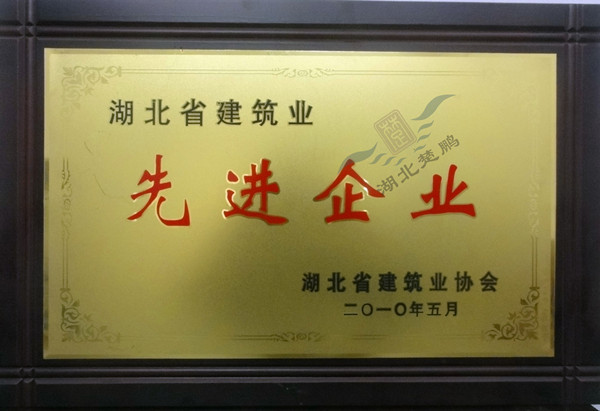 湖北省建筑业
湖北楚鹏
先进企业
湖北省建筑业协会
二〇一〇年五月